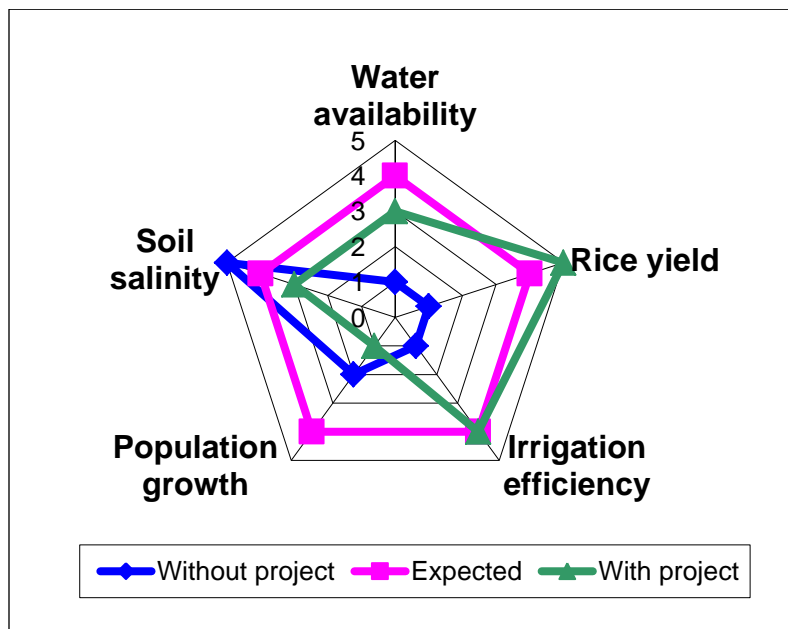 Water
availability
5
4
3
2
1
0
Soil
salinity
Rice yield
Population
growth
Irrigation
efficiency
Without project
Expected
With project